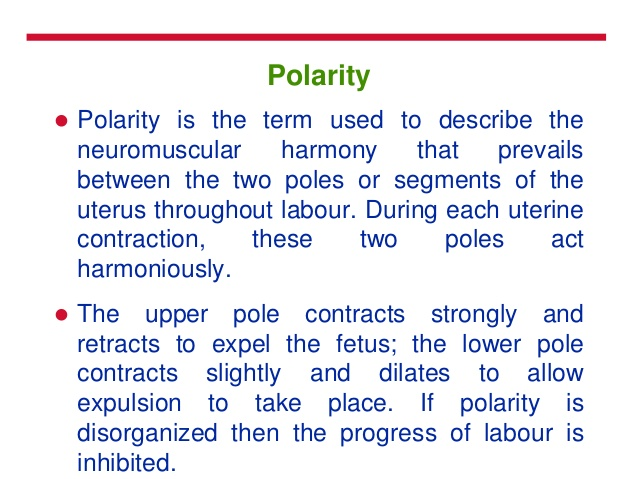 Polarity
● Polarity is the term used to describe the
neuromuscular harmony that prevails
between the two poles or segments of the
uterus throughout labour. During each uterine
contraction, these two poles act
harmoniously.
● The upper pole contracts strongly and
retracts to expel the fetus; the lower pole
contracts slightly and dilates to allow
expulsion to take place. If polarity is
disorganized then the progress of labour is
inhibited.